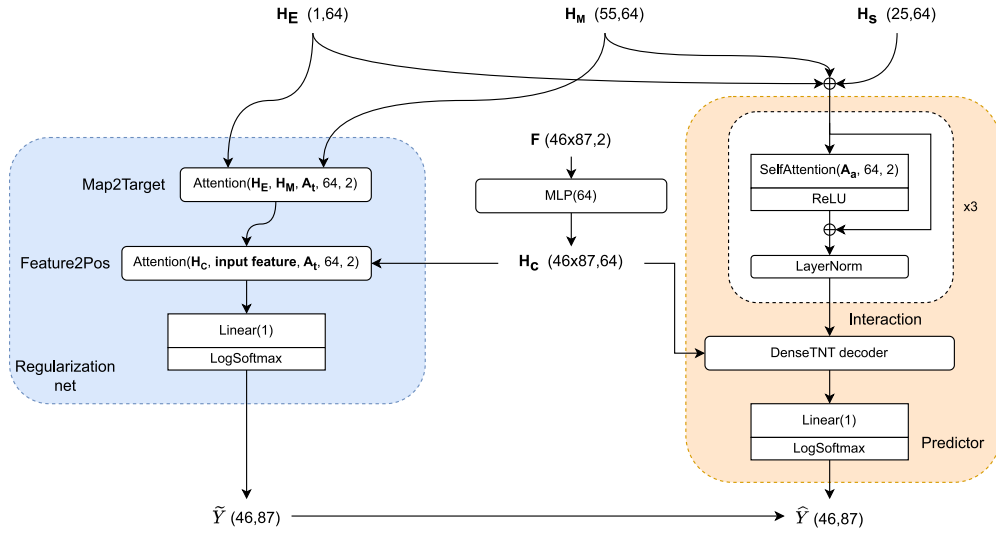 H_E (1,64)
H_M (55,64)
H_S (25,64)
F (46x87,2)
MLP(64)
H_C (46x87,64)
Map2Target
Attention(H_E, H_M, A_t, 64, 2)
Feature2Pos
Attention(H_C, input feature, A_t, 64, 2)
Linear(1)
LogSoftmax
Regularization
net
SelfAttention(A_a, 64, 2)
ReLU
x3
LayerNorm
Interaction
DenseTNT decoder
Linear(1)
LogSoftmax
Predictor
Ỹ (46,87)
Ŷ (46,87)